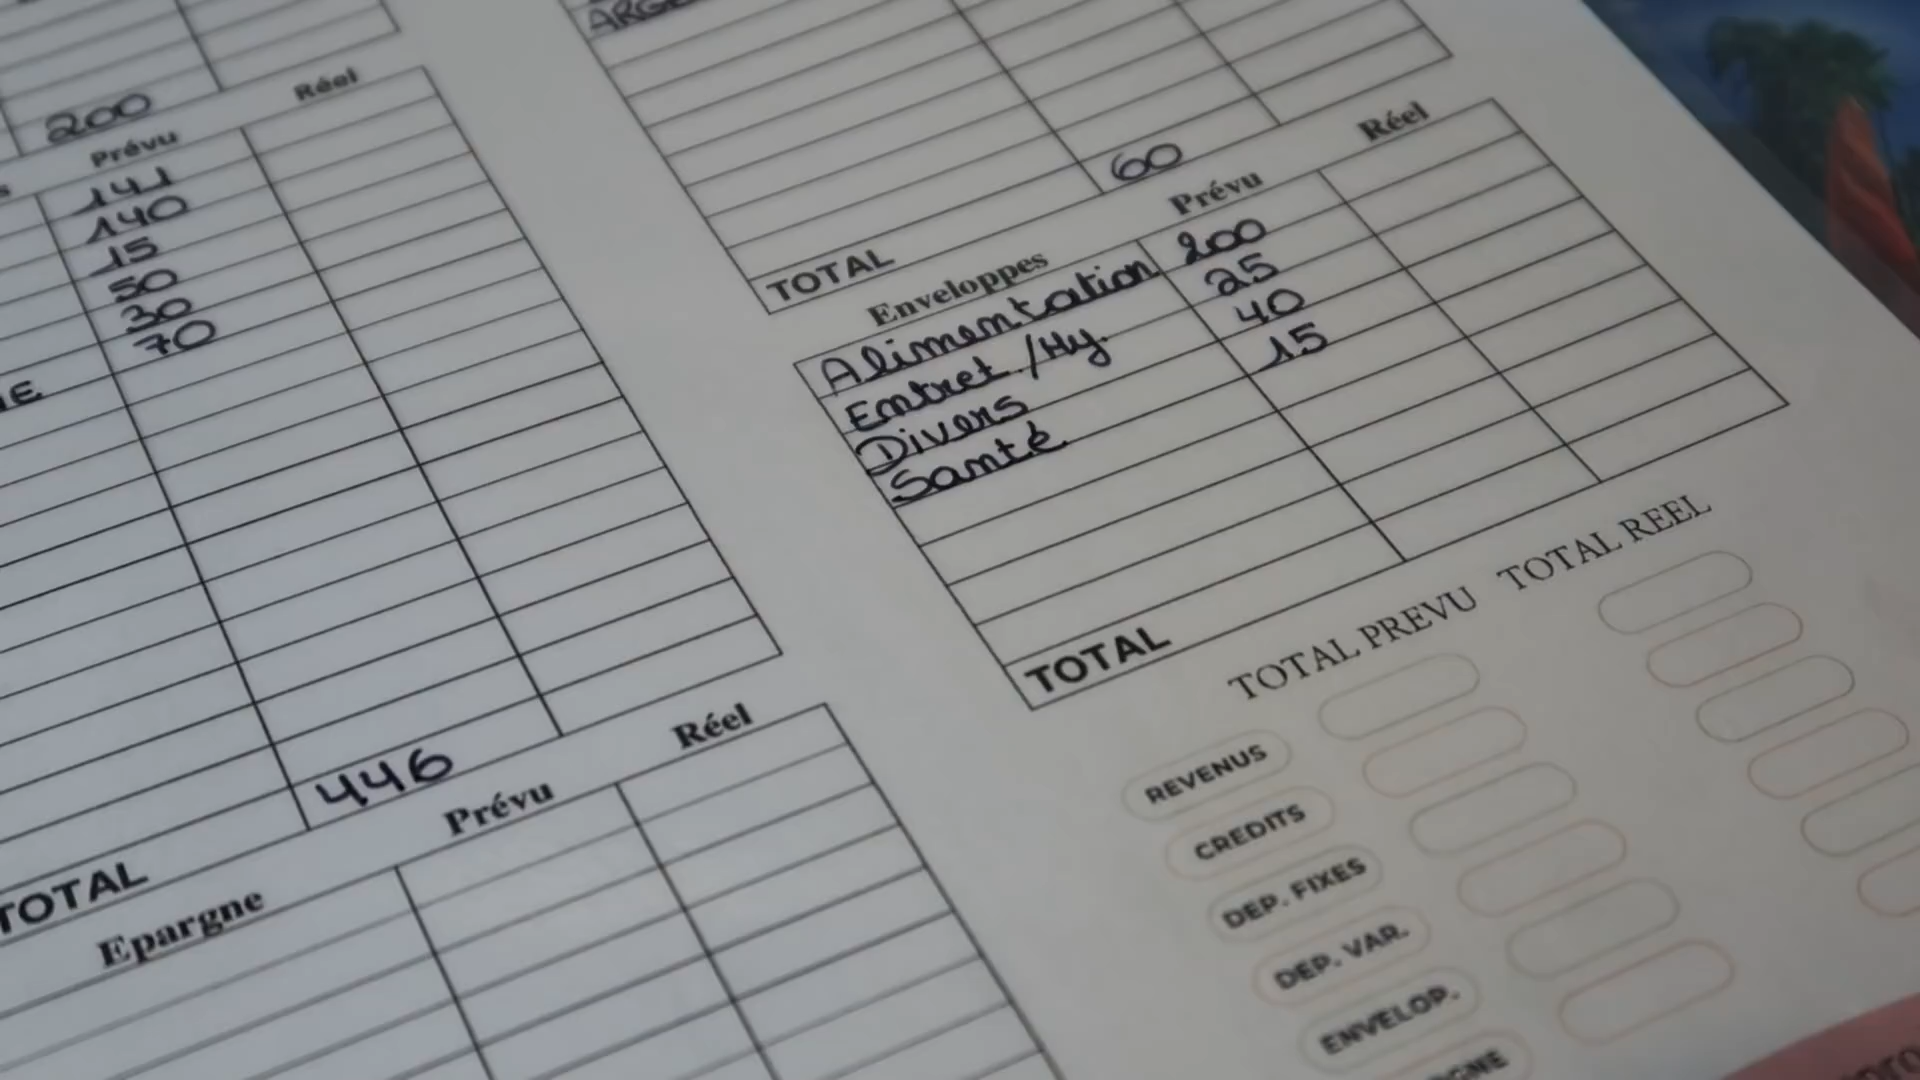 200
Prévu Réel
141
140
15
50
30
70
TOTAL 446
Epargne Prévu Réel
TOTAL 60
Enveloppes Prévu Réel
Alimentation 200
Entret./Hy. 25
Divers 40
Santé 15
TOTAL
TOTAL PREVU TOTAL REEL
REVENUS
CREDITS
DEP. FIXES
DEP. VAR.
ENVELOP.